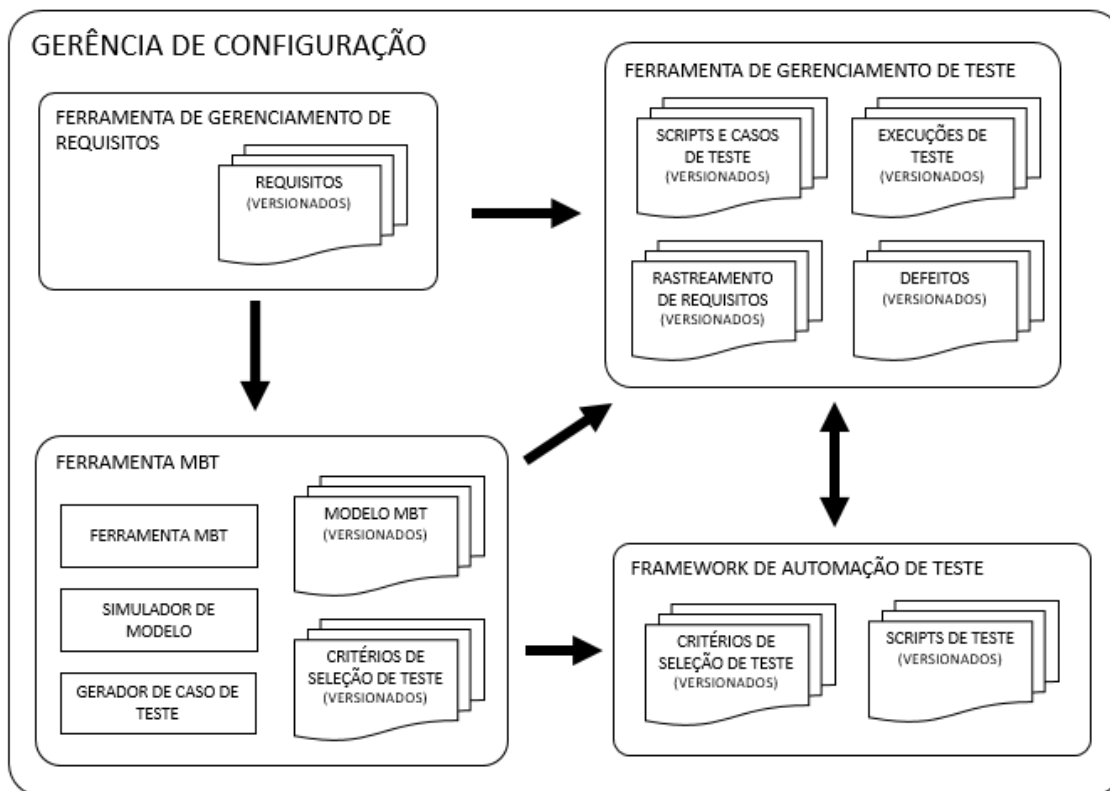 GERÊNCIA DE CONFIGURAÇÃO
FERRAMENTA DE GERENCIAMENTO DE
REQUISITOS
REQUISITOS
(VERSIONADOS)
FERRAMENTA DE GERENCIAMENTO DE TESTE
SCRIPTS E CASOS
DE TESTE
(VERSIONADOS)
EXECUÇÕES DE
TESTE
(VERSIONADOS)
RASTREAMENTO
DE REQUISITOS
(VERSIONADOS)
DEFEITOS
(VERSIONADOS)
FERRAMENTA MBT
FERRAMENTA MBT
SIMULADOR DE
MODELO
GERADOR DE CASO DE
TESTE
MODELO MBT
(VERSIONADOS)
CRITÉRIOS DE
SELEÇÃO DE TESTE
(VERSIONADOS)
FRAMEWORK DE AUTOMAÇÃO DE TESTE
CRITÉRIOS DE
SELEÇÃO DE TESTE
(VERSIONADOS)
SCRIPTS DE TESTE
(VERSIONADOS)